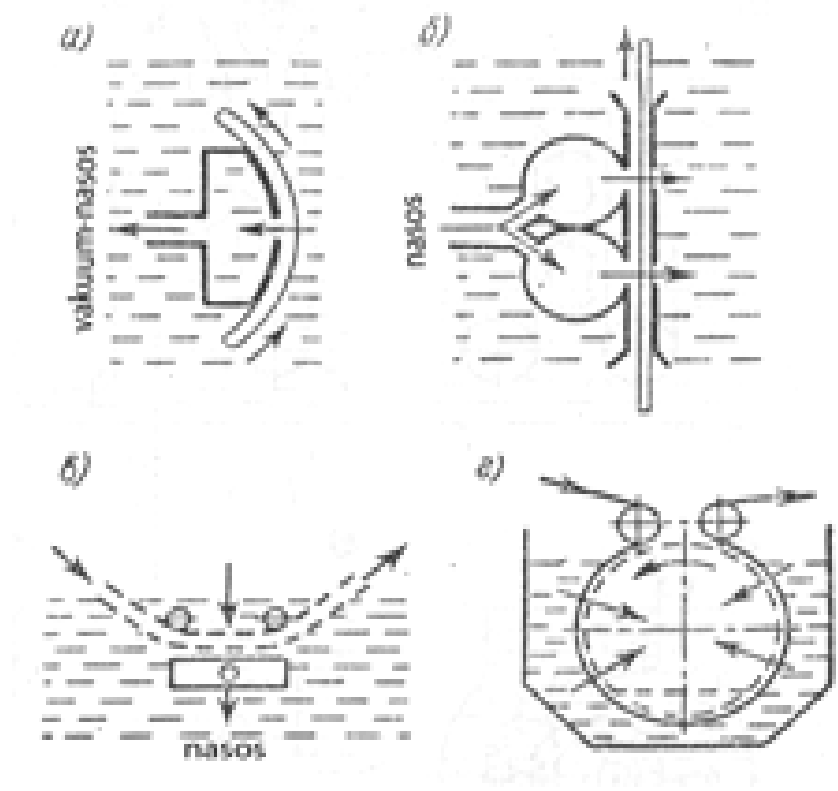 а)
б)
vakuum-nasos
nasos
в)
г)
nasos